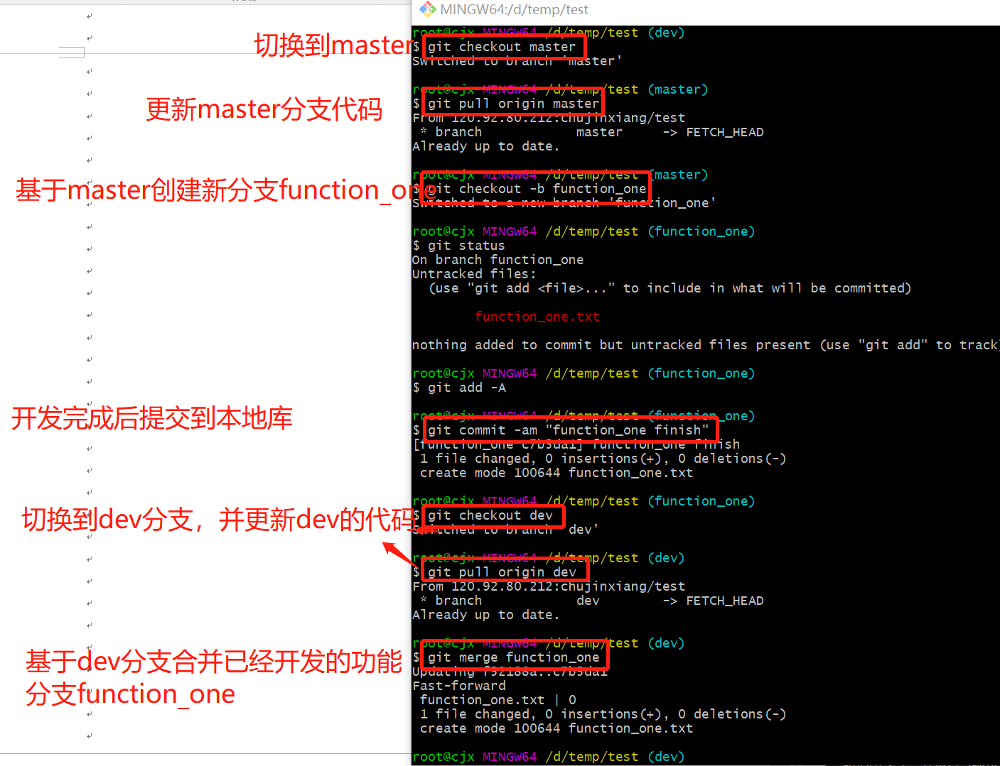 MINGW64:/d/temp/test
root@cjx MINGW64 /d/temp/test (dev)
切换到master
$ git checkout master
Switched to branch 'master'
root@cjx MINGW64 /d/temp/test (master)
更新master分支代码
$ git pull origin master
From 120.92.80.212:chujinxiang/test
* branch master -> FETCH_HEAD
Already up to date.
root@cjx MINGW64 /d/temp/test (master)
基于master创建新分支function_one
$ git checkout -b function_one
Switched to a new branch 'function_one'
root@cjx MINGW64 /d/temp/test (function_one)
$ git status
On branch function_one
Untracked files:
(use "git add <file>..." to include in what will be committed)
function_one.txt
nothing added to commit but untracked files present (use "git add" to track)
root@cjx MINGW64 /d/temp/test (function_one)
$ git add -A
root@cjx MINGW64 /d/temp/test (function_one)
开发完成后提交到本地库
$ git commit -am "function_one finish"
[function_one c7b5da1] function_one finish
1 file changed, 0 insertions(+), 0 deletions(-)
create mode 100644 function_one.txt
root@cjx MINGW64 /d/temp/test (function_one)
切换到dev分支，并更新dev的代码
$ git checkout dev
Switched to branch 'dev'
root@cjx MINGW64 /d/temp/test (dev)
$ git pull origin dev
From 120.92.80.212:chujinxiang/test
* branch dev -> FETCH_HEAD
Already up to date.
root@cjx MINGW64 /d/temp/test (dev)
基于dev分支合并已经开发的功能
分支function_one
$ git merge function_one
Updating f52188a..c7b5da1
Fast-forward
function_one.txt | 0
1 file changed, 0 insertions(+), 0 deletions(-)
create mode 100644 function_one.txt
root@cjx MINGW64 /d/temp/test (dev)